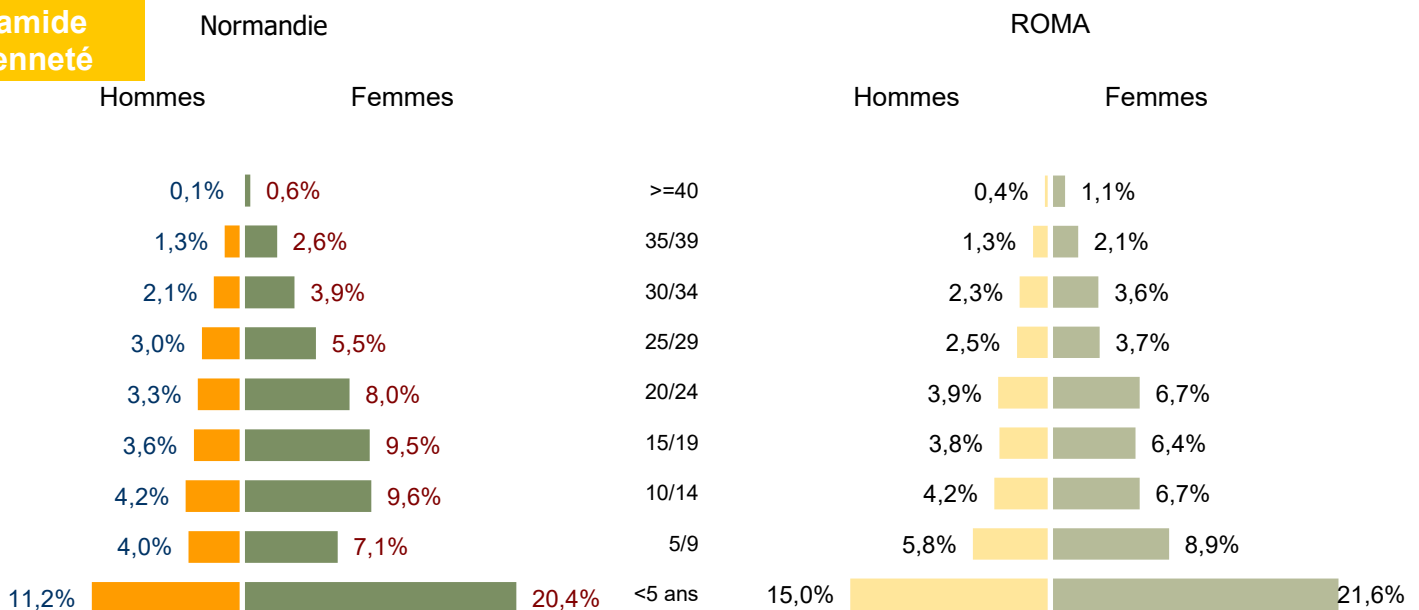 amide
enneté
Normandie
ROMA
Hommes Femmes Hommes Femmes
0,1% 0,6% >=40 0,4% 1,1%
1,3% 2,6% 35/39 1,3% 2,1%
2,1% 3,9% 30/34 2,3% 3,6%
3,0% 5,5% 25/29 2,5% 3,7%
3,3% 8,0% 20/24 3,9% 6,7%
3,6% 9,5% 15/19 3,8% 6,4%
4,2% 9,6% 10/14 4,2% 6,7%
4,0% 7,1% 5/9 5,8% 8,9%
11,2% 20,4% <5 ans 15,0% 21,6%